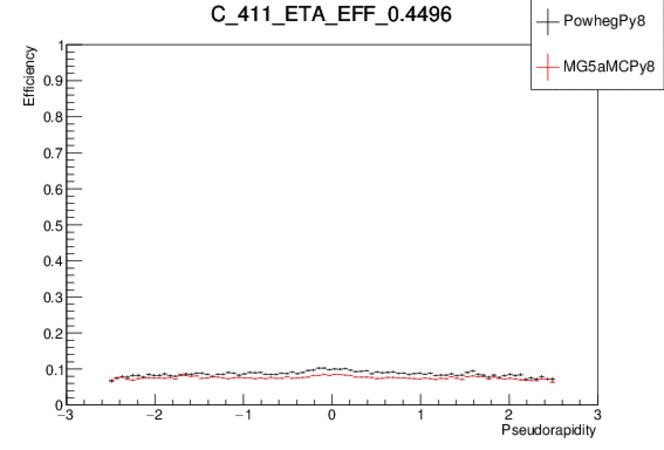 C_411_ETA_EFF_0.4496
PowhegPy8
MG5aMCPy8
Efficiency
1
0.9
0.8
0.7
0.6
0.5
0.4
0.3
0.2
0.1
0
−3 −2 −1 0 1 2 3
Pseudorapidity